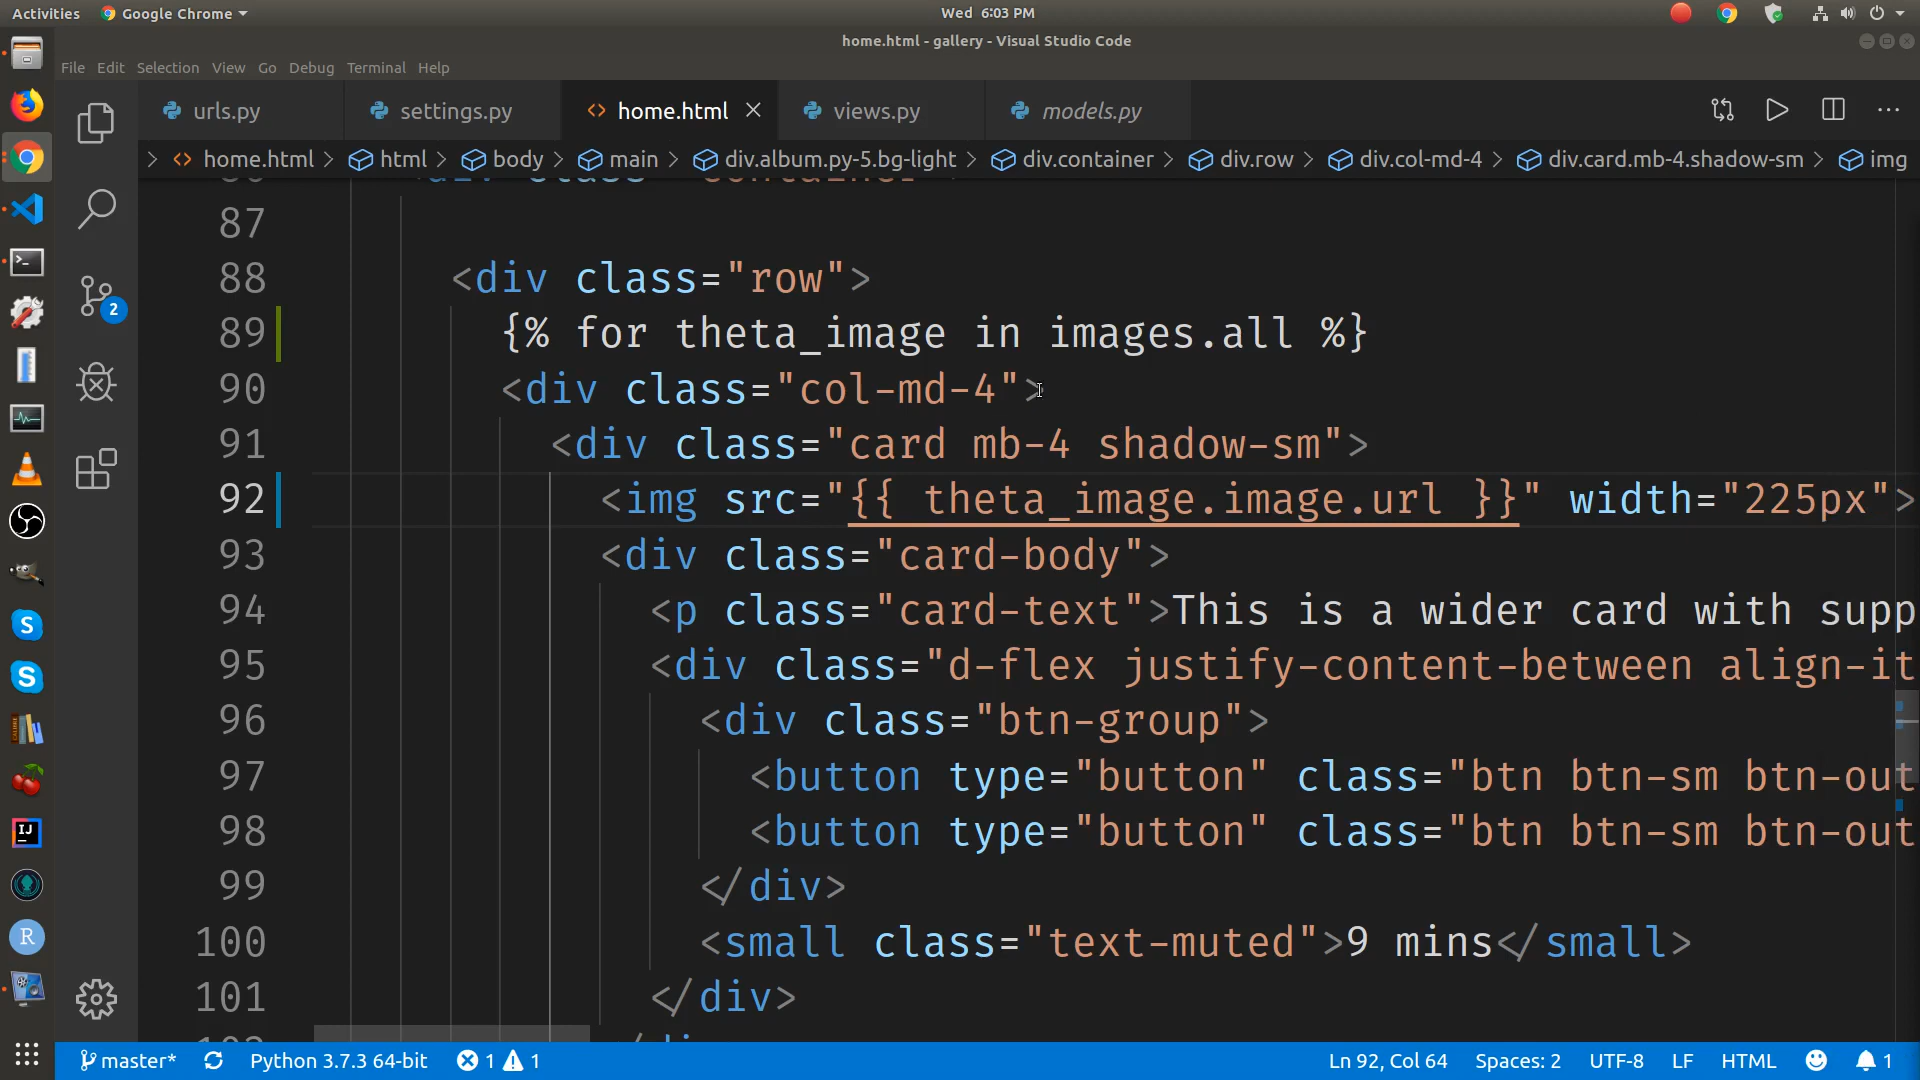 Activities Google Chrome Wed 6:03 PM
home.html - gallery - Visual Studio Code
File Edit Selection View Go Debug Terminal Help
urls.py settings.py <> home.html views.py models.py
> <> home.html > html > body > main > div.album.py-5.bg-light > div.container > div.row > div.col-md-4 > div.card.mb-4.shadow-sm > img
87
88 <div class="row">
89 {% for theta_image in images.all %}
90 <div class="col-md-4">
91 <div class="card mb-4 shadow-sm">
92 <img src="{{ theta_image.image.url }}" width="225px">
93 <div class="card-body">
94 <p class="card-text">This is a wider card with supp
95 <div class="d-flex justify-content-between align-it
96 <div class="btn-group">
97 <button type="button" class="btn btn-sm btn-out
98 <button type="button" class="btn btn-sm btn-out
99 </div>
100 <small class="text-muted">9 mins</small>
101 </div>
2
S
S
IJ
R
master* Python 3.7.3 64-bit 1 1 Ln 92, Col 64 Spaces: 2 UTF-8 LF HTML 1